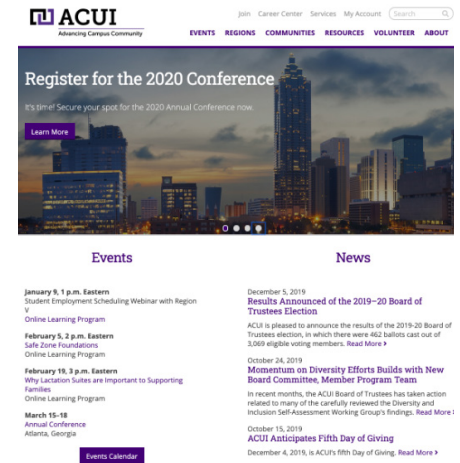 ACUI
Advancing Campus Community
Join Career Center Services My Account Search
EVENTS REGIONS COMMUNITIES RESOURCES VOLUNTEER ABOUT
Register for the 2020 Conference
It's time! Secure your spot for the 2020 Annual Conference now.
Learn More
Events
January 9, 1 p.m. Eastern
Student Employment Scheduling Webinar with Region
V
Online Learning Program
February 5, 2 p.m. Eastern
Safe Zone Foundations
Online Learning Program
February 19, 3 p.m. Eastern
Why Lactation Suites are Important to Supporting
Families
Online Learning Program
March 15–18
Annual Conference
Atlanta, Georgia
Events Calendar
News
December 5, 2019
Results Announced of the 2019–20 Board of
Trustees Election
ACUI is pleased to announce the results of the 2019-20 Board of
Trustees election, in which there were 462 ballots cast out of
3,069 eligible voting members. Read More
October 24, 2019
Momentum on Diversity Efforts Builds with New
Board Committee, Member Program Team
In recent months, the ACUI Board of Trustees has taken action
related to many of the carefully reviewed the Diversity and
Inclusion Self-Assessment Working Group's findings. Read More
October 15, 2019
ACUI Anticipates Fifth Day of Giving
December 4, 2019, is ACUI's fifth Day of Giving. Read More